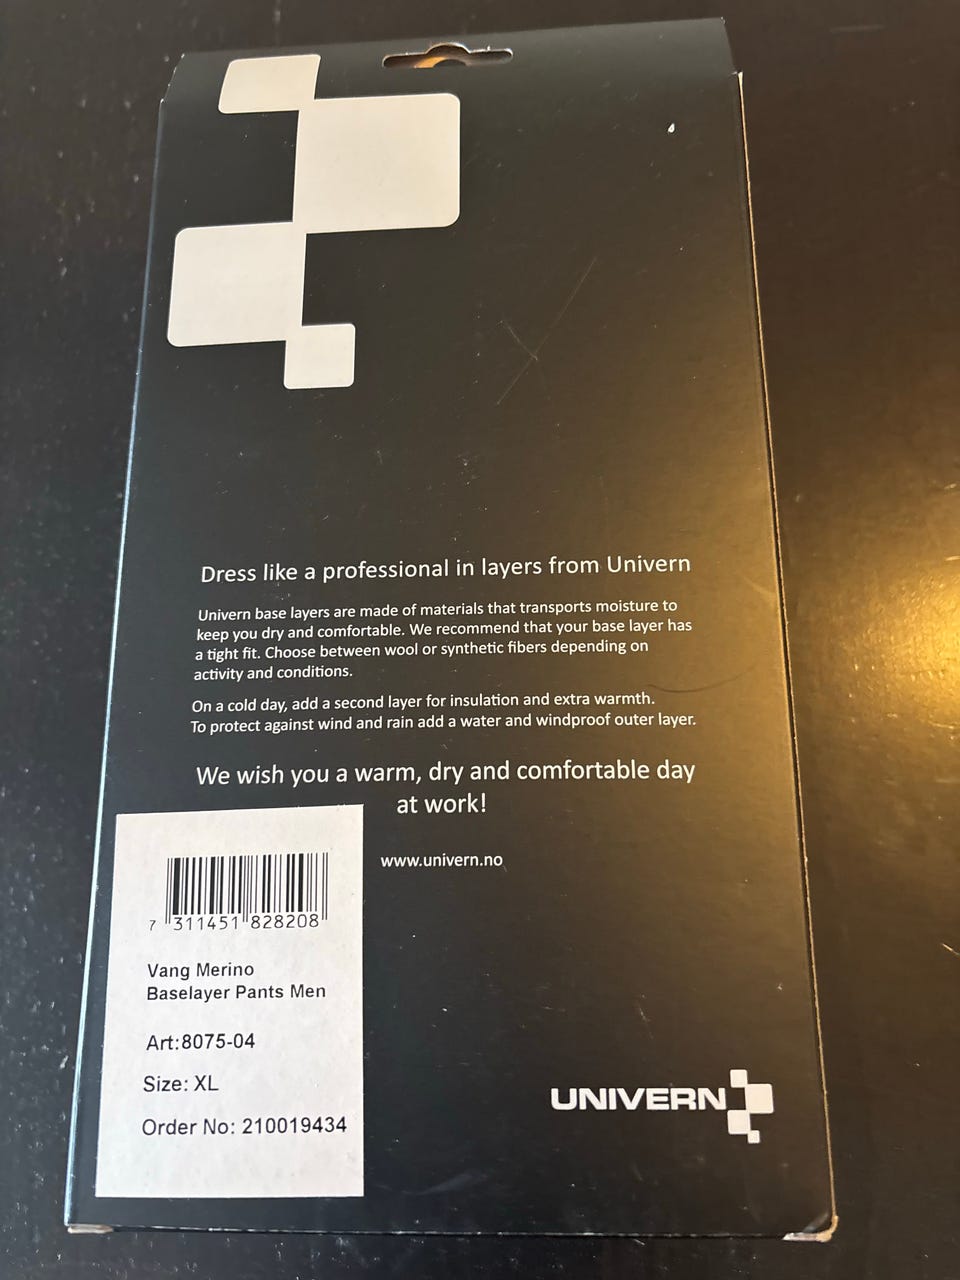 Dress like a professional in layers from Univern
Univern base layers are made of materials that transports moisture to
keep you dry and comfortable. We recommend that your base layer has
a tight fit. Choose between wool or synthetic fibers depending on
activity and conditions.
On a cold day, add a second layer for insulation and extra warmth.
To protect against wind and rain add a water and windproof outer layer.
We wish you a warm, dry and comfortable day
at work!
www.univern.no
7 311451 828208
Vang Merino
Baselayer Pants Men
Art:8075-04
Size: XL
Order No: 210019434
UNIVERN